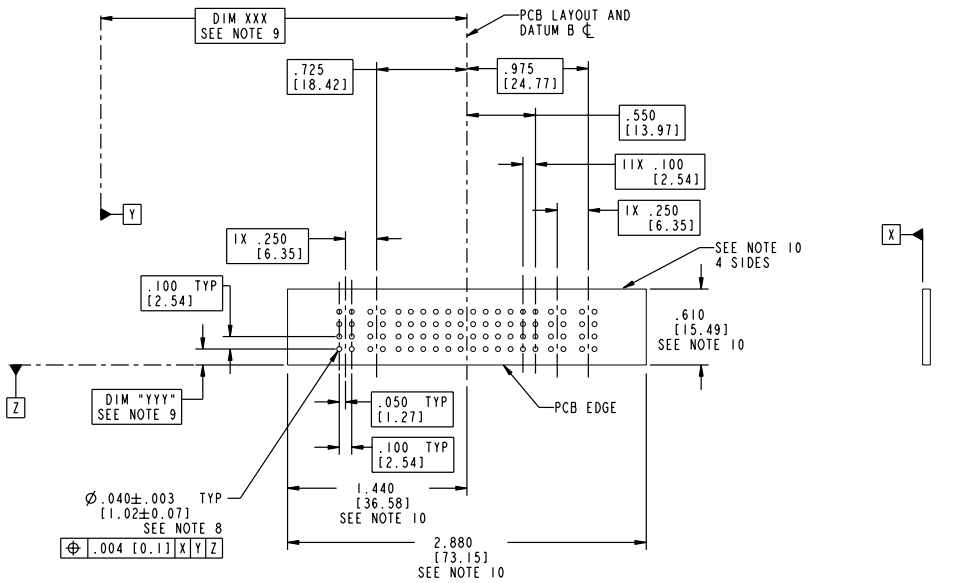 DIM XXX
SEE NOTE 9
PCB LAYOUT AND
DATUM B ℄
.725
[18.42]
.975
[24.77]
.550
[13.97]
11X .100
[2.54]
Y
1X .250
[6.35]
1X .250
[6.35]
X
SEE NOTE 10
4 SIDES
.100 TYP
[2.54]
.610
[15.49]
SEE NOTE 10
Z
DIM "YYY"
SEE NOTE 9
.050 TYP
[1.27]
PCB EDGE
.100 TYP
[2.54]
Ø.040±.003 TYP
[1.02±0.07]
SEE NOTE 8
⌖ .004 [0.1] X Y Z
1.440
[36.58]
SEE NOTE 10
2.880
[73.15]
SEE NOTE 10